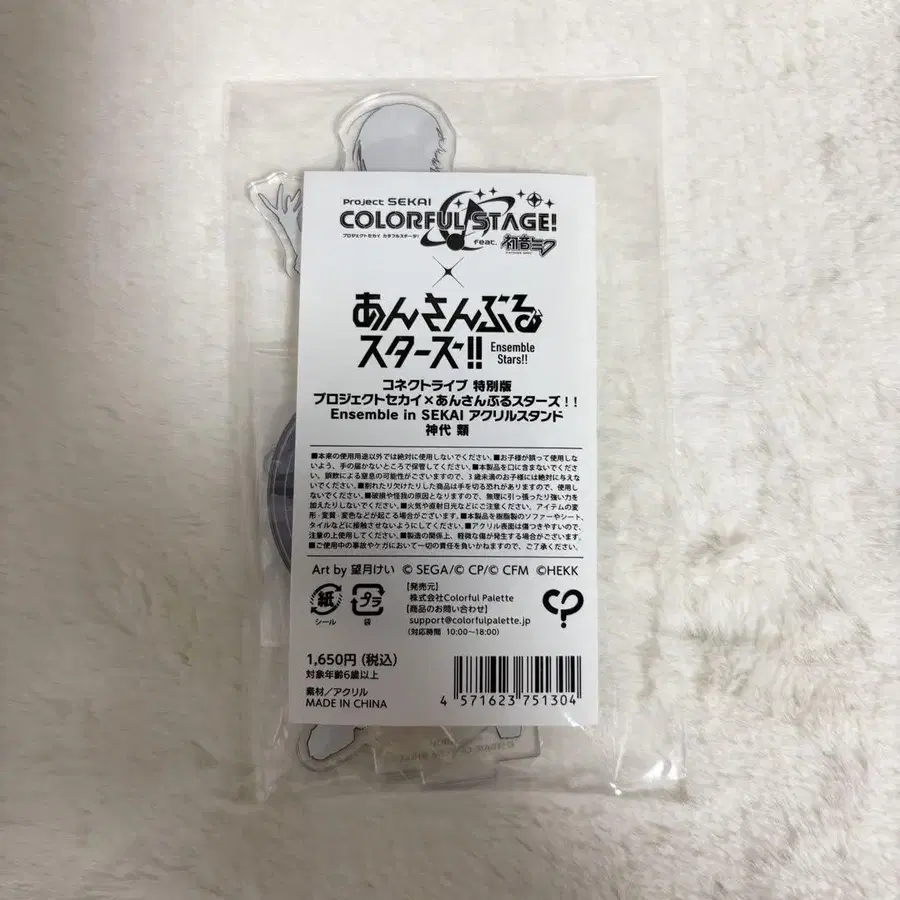 Project SEKAI
COLORFUL STAGE!
プロジェクトセカイ カラフルステージ!
feat. 初音ミク
×
あんさんぶる
スターズ!!
Ensemble
Stars!!
コネクトライブ 特別版
プロジェクトセカイ×あんさんぶるスターズ!!
Ensemble in SEKAI アクリルスタンド
神代 類
■本来の使用用途以外では絶対に使用しないでください。■お子様が誤って使用しな
いよう、手の届かないところで保管してください。■本製品を口に含まないでくださ
い。誤飲による窒息の可能性がございますので、3歳未満のお子様には絶対に与えな
いでください。■割れたり欠けたりした商品は手を切る恐れがありますので、使用し
ないでください。■破損や怪我の原因となりますので、無理に引っ張ったり強い力を
加えたりしないでください。■火気や直射日光などにご注意ください。アイテムの変
形・変質・変色などが起こる場合がございます。■本製品を樹脂製のソファーやシート、
タイルなどに接触させないようにしてください。■アクリル表面は傷つきやすいので、
注意の上使用してください。■製造の関係上、軽微な傷が発生する場合がございます。
■ご使用中の事故やケガにおいて一切の責任を負いかねますので、ご了承ください。
Art by 望月けい © SEGA/© CP/© CFM ©HEKK
紙
シール
プラ
袋
【発売元】
株式会社Colorful Palette
【商品のお問い合わせ】
support@colorfulpalette.jp
(対応時間 10:00~18:00)
1,650円(税込)
対象年齢6歳以上
素材/アクリル
MADE IN CHINA
4 571623 751304